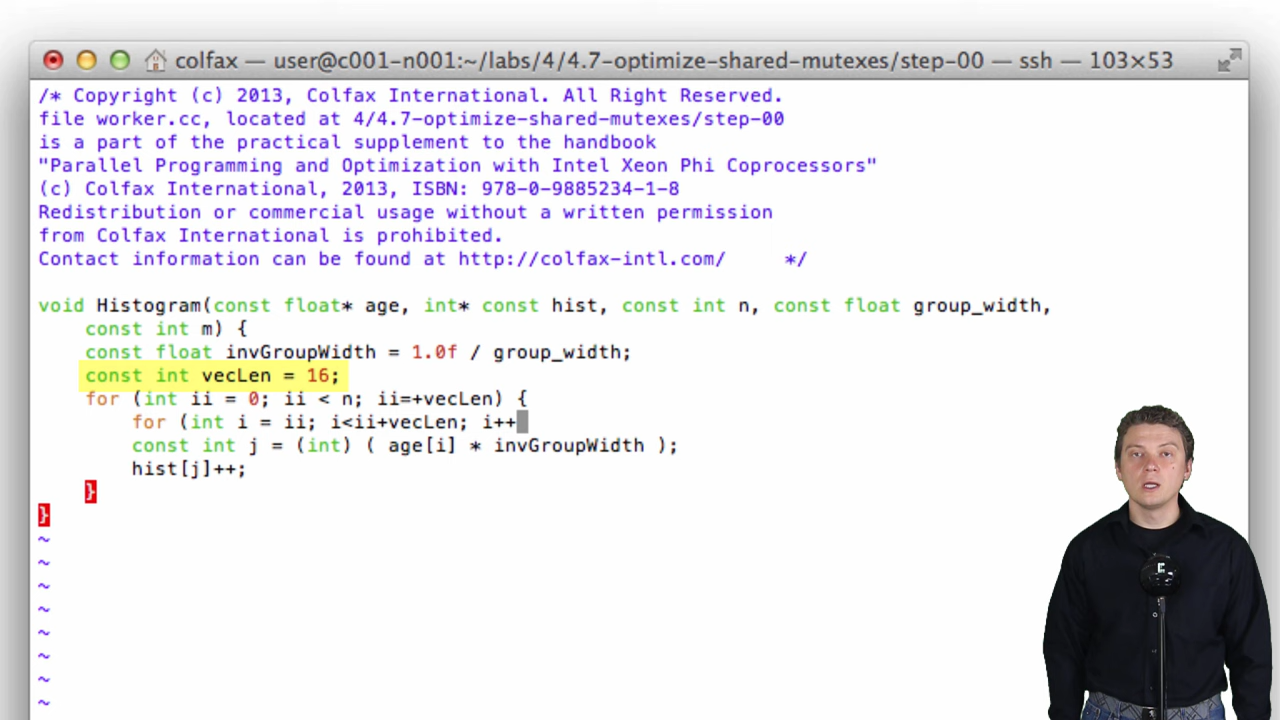 colfax — user@c001-n001:~/labs/4/4.7-optimize-shared-mutexes/step-00 — ssh — 103×53
/* Copyright (c) 2013, Colfax International. All Right Reserved.
file worker.cc, located at 4/4.7-optimize-shared-mutexes/step-00
is a part of the practical supplement to the handbook
"Parallel Programming and Optimization with Intel Xeon Phi Coprocessors"
(c) Colfax International, 2013, ISBN: 978-0-9885234-1-8
Redistribution or commercial usage without a written permission
from Colfax International is prohibited.
Contact information can be found at http://colfax-intl.com/     */
void Histogram(const float* age, int* const hist, const int n, const float group_width,
const int m) {
const float invGroupWidth = 1.0f / group_width;
const int vecLen = 16;
for (int ii = 0; ii < n; ii=+vecLen) {
for (int i = ii; i<ii+vecLen; i++
const int j = (int) ( age[i] * invGroupWidth );
hist[j]++;
}
}
~
~
~
~
~
~
~
~